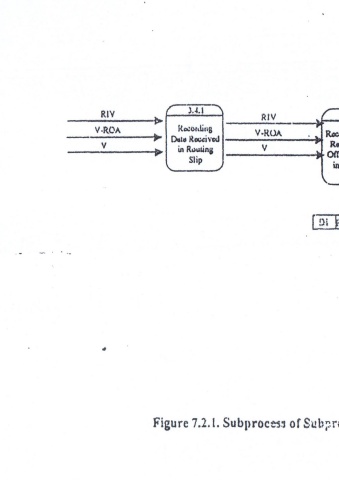 3.4.1
RIV
V-ROA
V
Recording
Date Received
in Routing
Slip
RIV
V-ROA
V
Rec
Re
Off
in
D1
Figure 7.2.1. Subprocess of Subpr